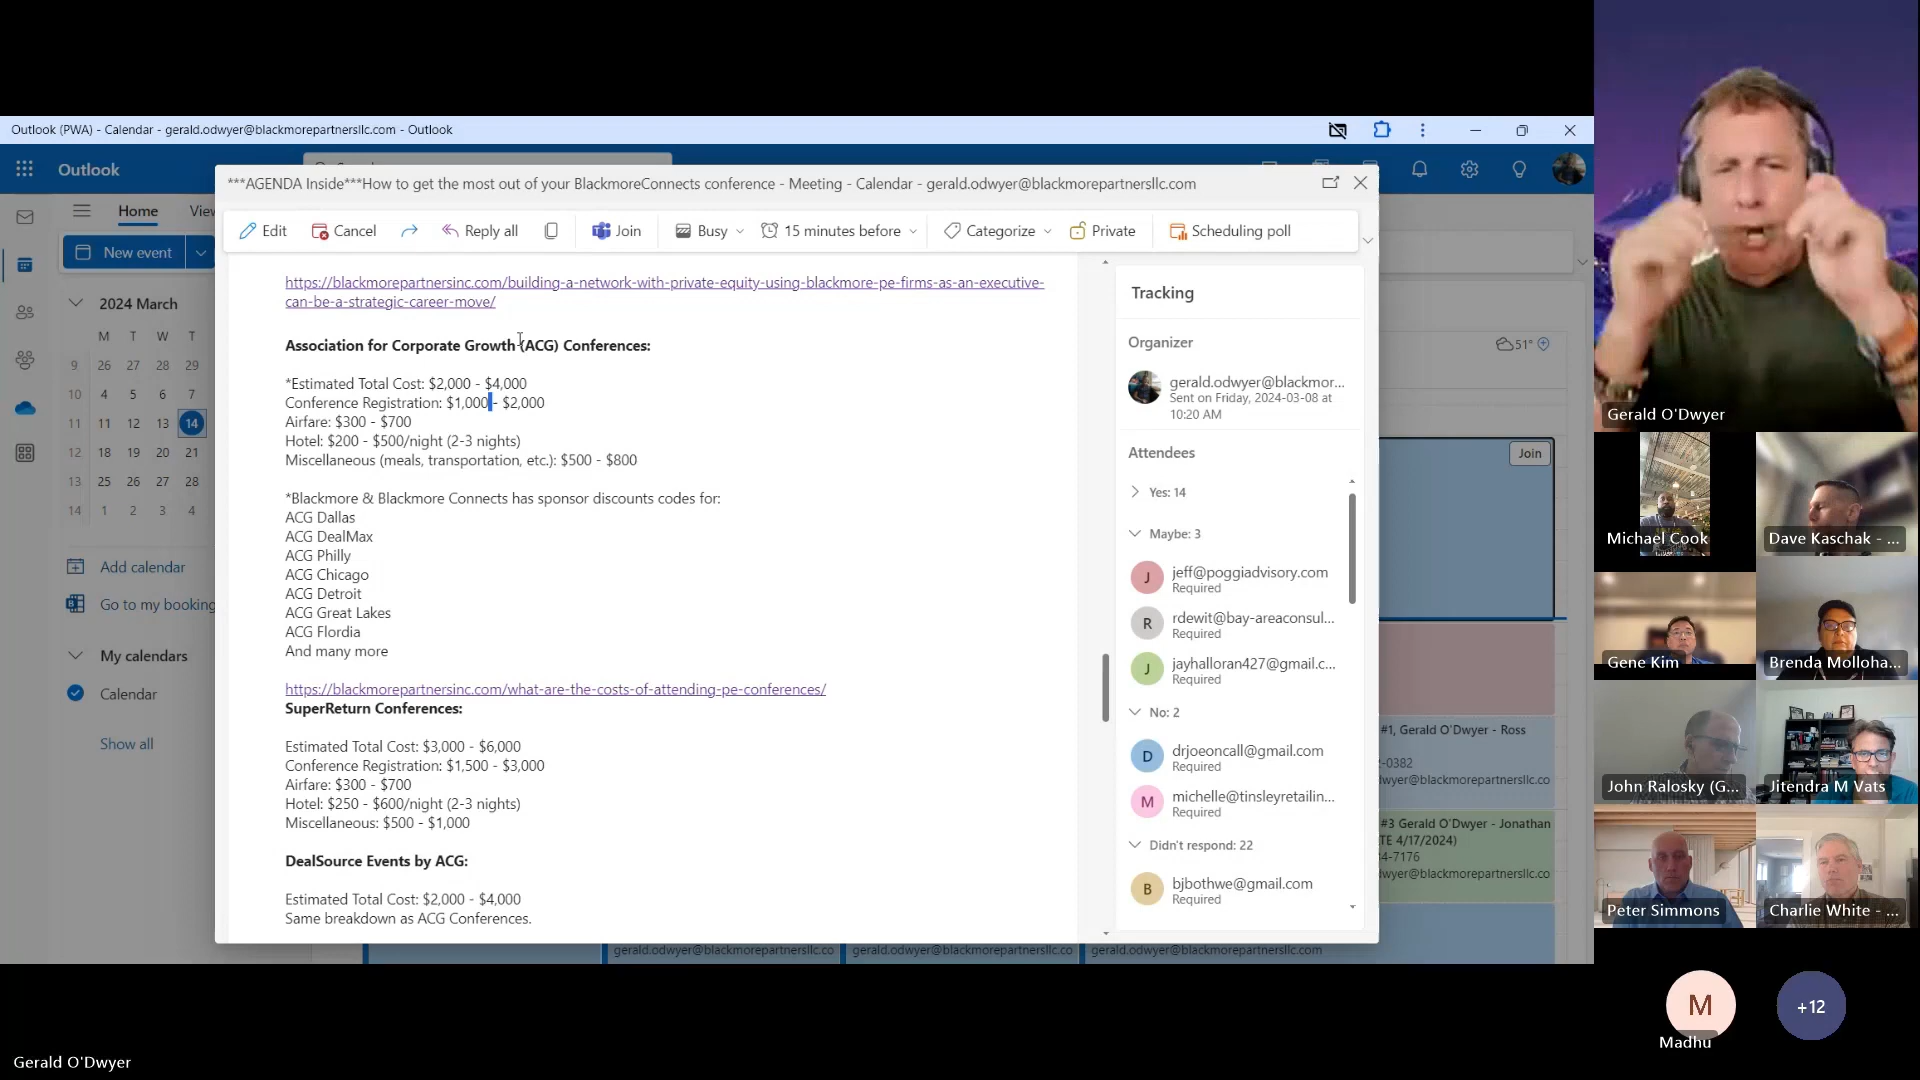 Outlook (PWA) - Calendar - gerald.odwyer@blackmorepartnersllc.com - Outlook
Outlook
***AGENDA Inside***How to get the most out of your BlackmoreConnects conference - Meeting - Calendar - gerald.odwyer@blackmorepartnersllc.com
Home
New event
Edit
Cancel
Reply all
Join
Busy
15 minutes before
Categorize
Private
Scheduling poll
2024 March
M T W T
9 26 27 28 29
10 4 5 6 7
11 11 12 13 14
12 18 19 20 21
13 25 26 27 28
14 1 2 3 4
Add calendar
Go to my booking
My calendars
Calendar
Show all
https://blackmorepartnersinc.com/building-a-network-with-private-equity-using-blackmore-pe-firms-as-an-executive-
can-be-a-strategic-career-move/
Association for Corporate Growth (ACG) Conferences:
*Estimated Total Cost: $2,000 - $4,000
Conference Registration: $1,000 - $2,000
Airfare: $300 - $700
Hotel: $200 - $500/night (2-3 nights)
Miscellaneous (meals, transportation, etc.): $500 - $800
*Blackmore & Blackmore Connects has sponsor discounts codes for:
ACG Dallas
ACG DealMax
ACG Philly
ACG Chicago
ACG Detroit
ACG Great Lakes
ACG Flordia
And many more
https://blackmorepartnersinc.com/what-are-the-costs-of-attending-pe-conferences/
SuperReturn Conferences:
Estimated Total Cost: $3,000 - $6,000
Conference Registration: $1,500 - $3,000
Airfare: $300 - $700
Hotel: $250 - $600/night (2-3 nights)
Miscellaneous: $500 - $1,000
DealSource Events by ACG:
Estimated Total Cost: $2,000 - $4,000
Same breakdown as ACG Conferences.
Tracking
Organizer
gerald.odwyer@blackmor...
Sent on Friday, 2024-03-08 at
10:20 AM
Attendees
Yes: 14
Maybe: 3
J
jeff@poggiadvisory.com
Required
R
rdewit@bay-areaconsul...
Required
J
jayhalloran427@gmail.c...
Required
No: 2
D
drjoeoncall@gmail.com
Required
M
michelle@tinsleyretailin...
Required
Didn't respond: 22
B
bjbothwe@gmail.com
Required
51°
Join
#1, Gerald O'Dwyer - Ross
2-0382
lwyer@blackmorepartnersllc.co
#3 Gerald O'Dwyer - Jonathan
TE 4/17/2024)
4-7176
lwyer@blackmorepartnersllc.co
gerald.odwyer@blackmorepartnersllc.co
gerald.odwyer@blackmorepartnersllc.co
gerald.odwyer@blackmorepartnersllc.com
Gerald O'Dwyer
Michael Cook
Dave Kaschak - ...
Gene Kim
Brenda Molloha...
John Ralosky (G...
Jitendra M Vats
Peter Simmons
Charlie White - ...
M
Madhu
+12
Gerald O'Dwyer